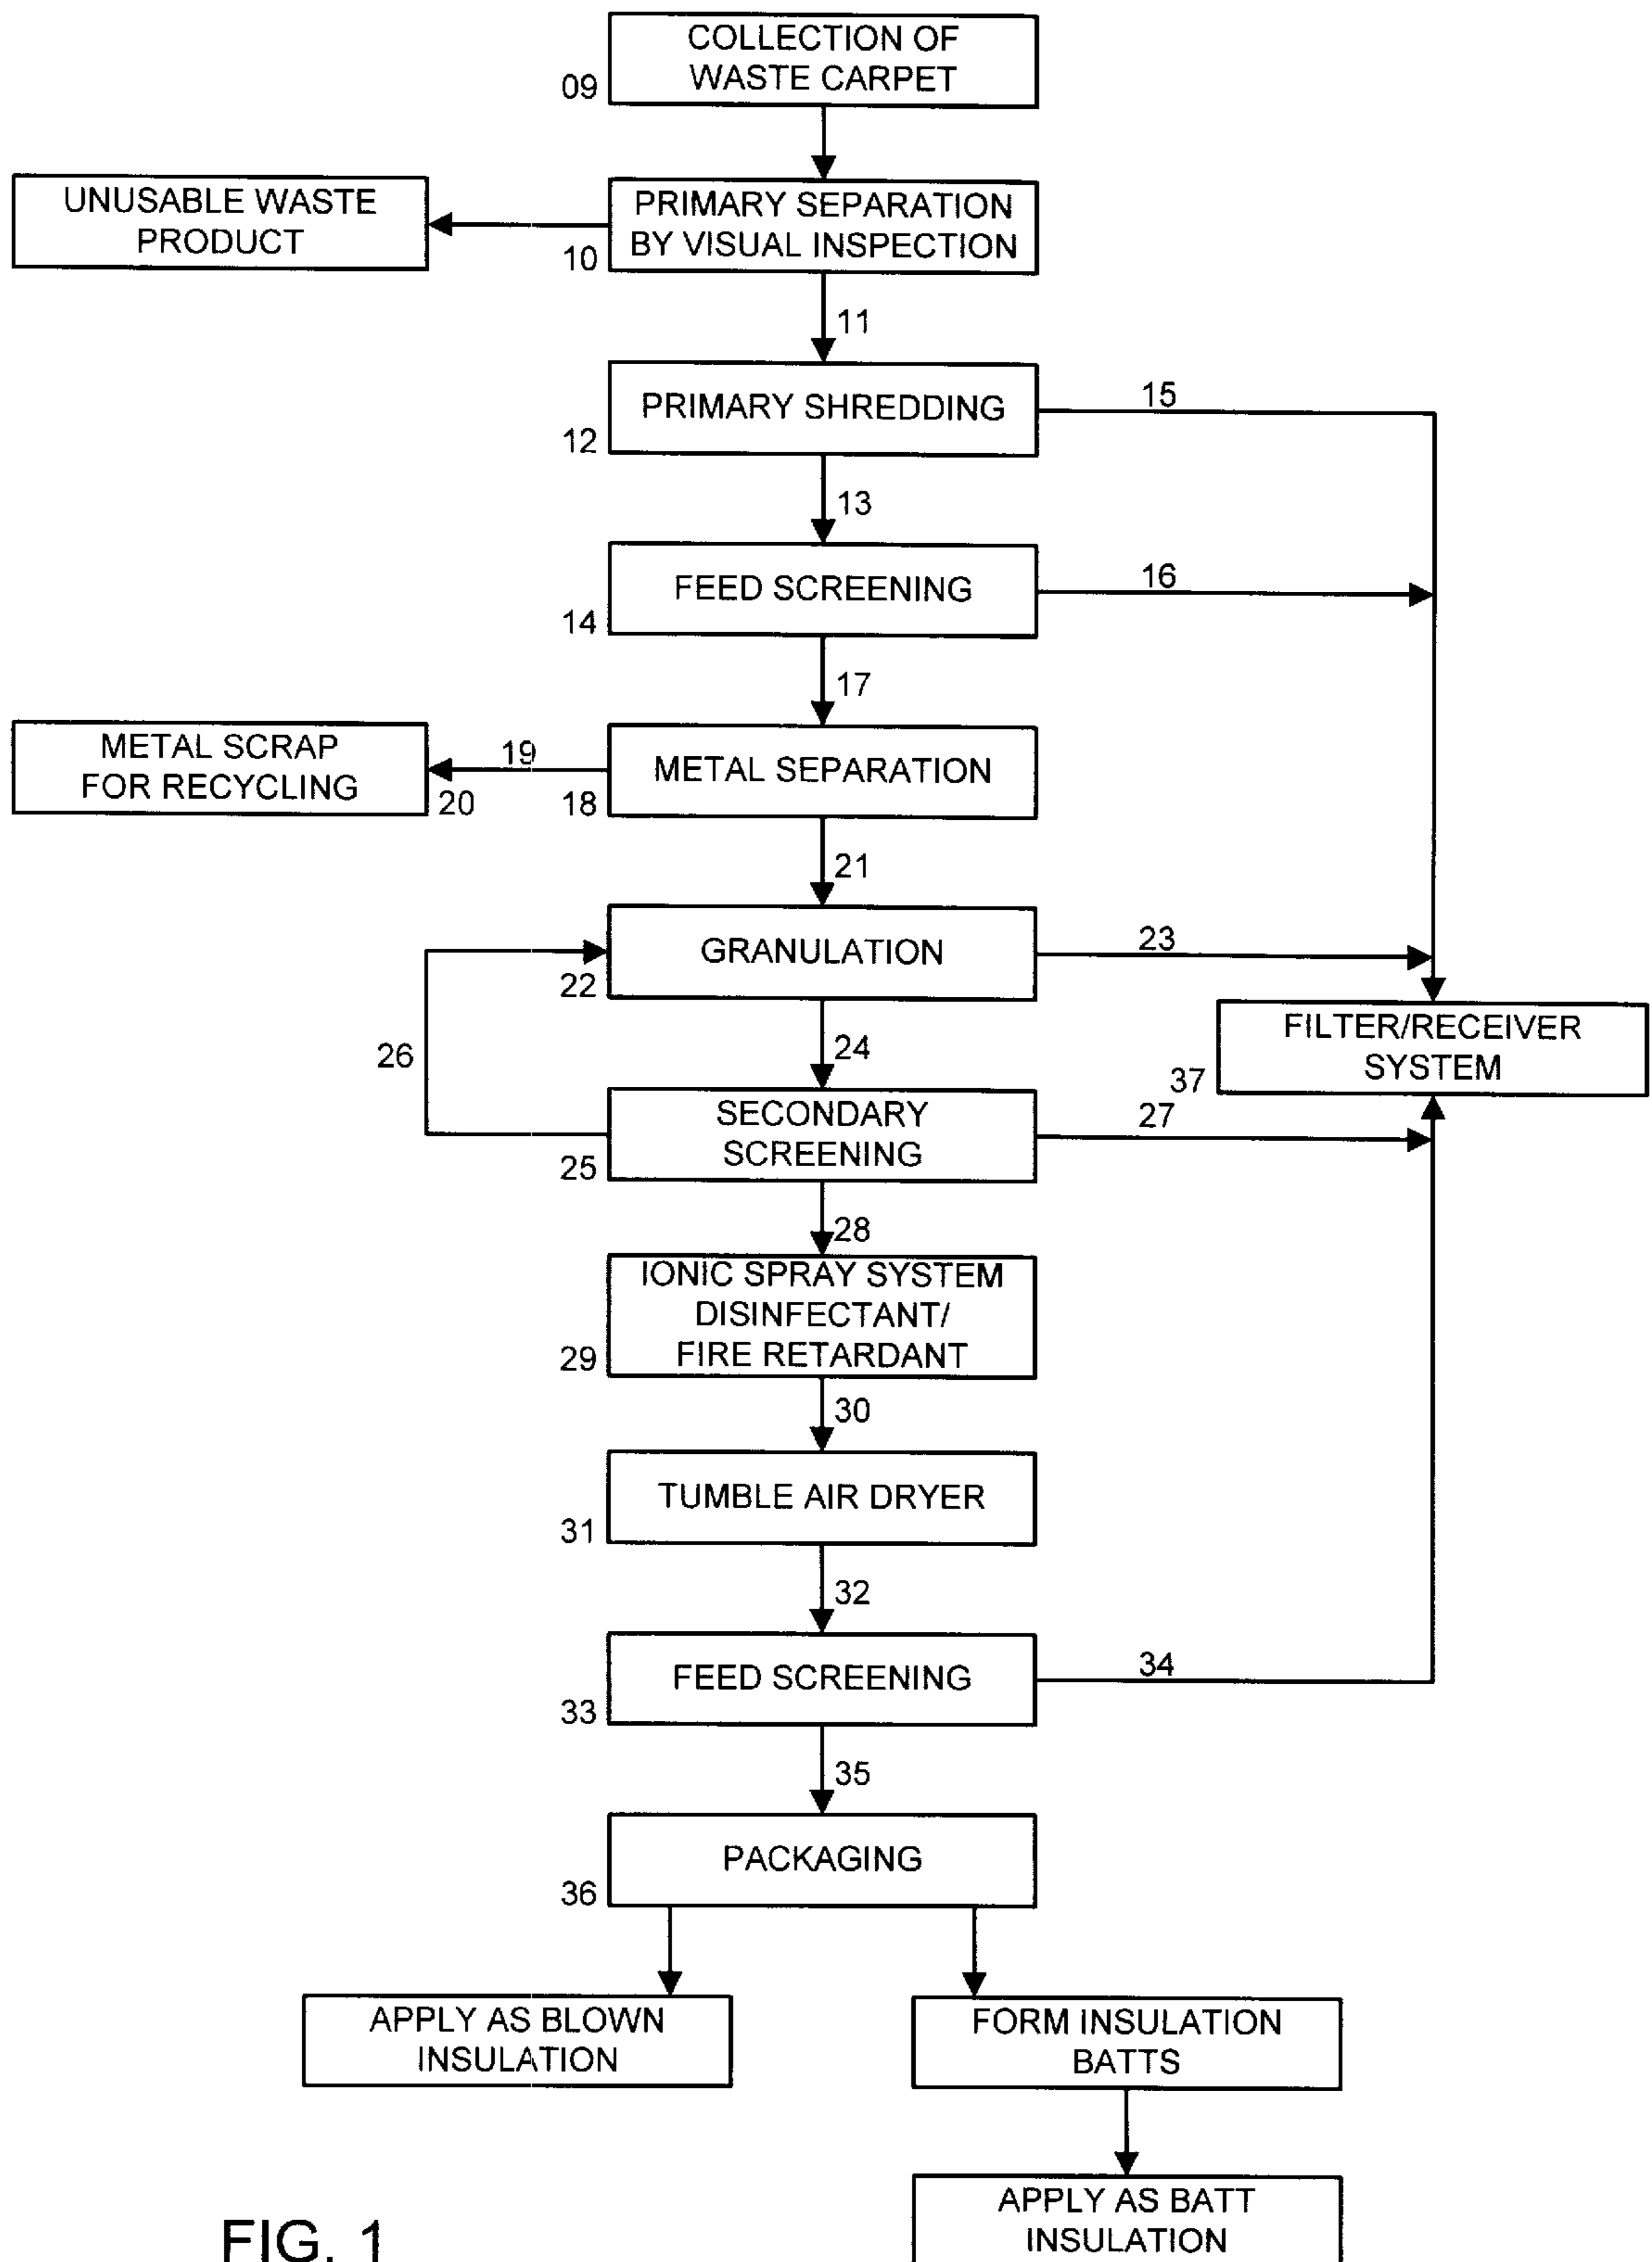 COLLECTION OF
WASTE CARPET
09
UNUSABLE WASTE
PRODUCT
PRIMARY SEPARATION
BY VISUAL INSPECTION
10
11
PRIMARY SHREDDING
15
12
13
FEED SCREENING
16
14
17
METAL SCRAP
FOR RECYCLING
19
20
METAL SEPARATION
18
21
GRANULATION
23
22
26
24
FILTER/RECEIVER
SYSTEM
37
SECONDARY
SCREENING
27
25
28
IONIC SPRAY SYSTEM
DISINFECTANT/
FIRE RETARDANT
29
30
TUMBLE AIR DRYER
31
32
FEED SCREENING
34
33
35
PACKAGING
36
APPLY AS BLOWN
INSULATION
FORM INSULATION
BATTS
APPLY AS BATT
INSULATION
FIG. 1